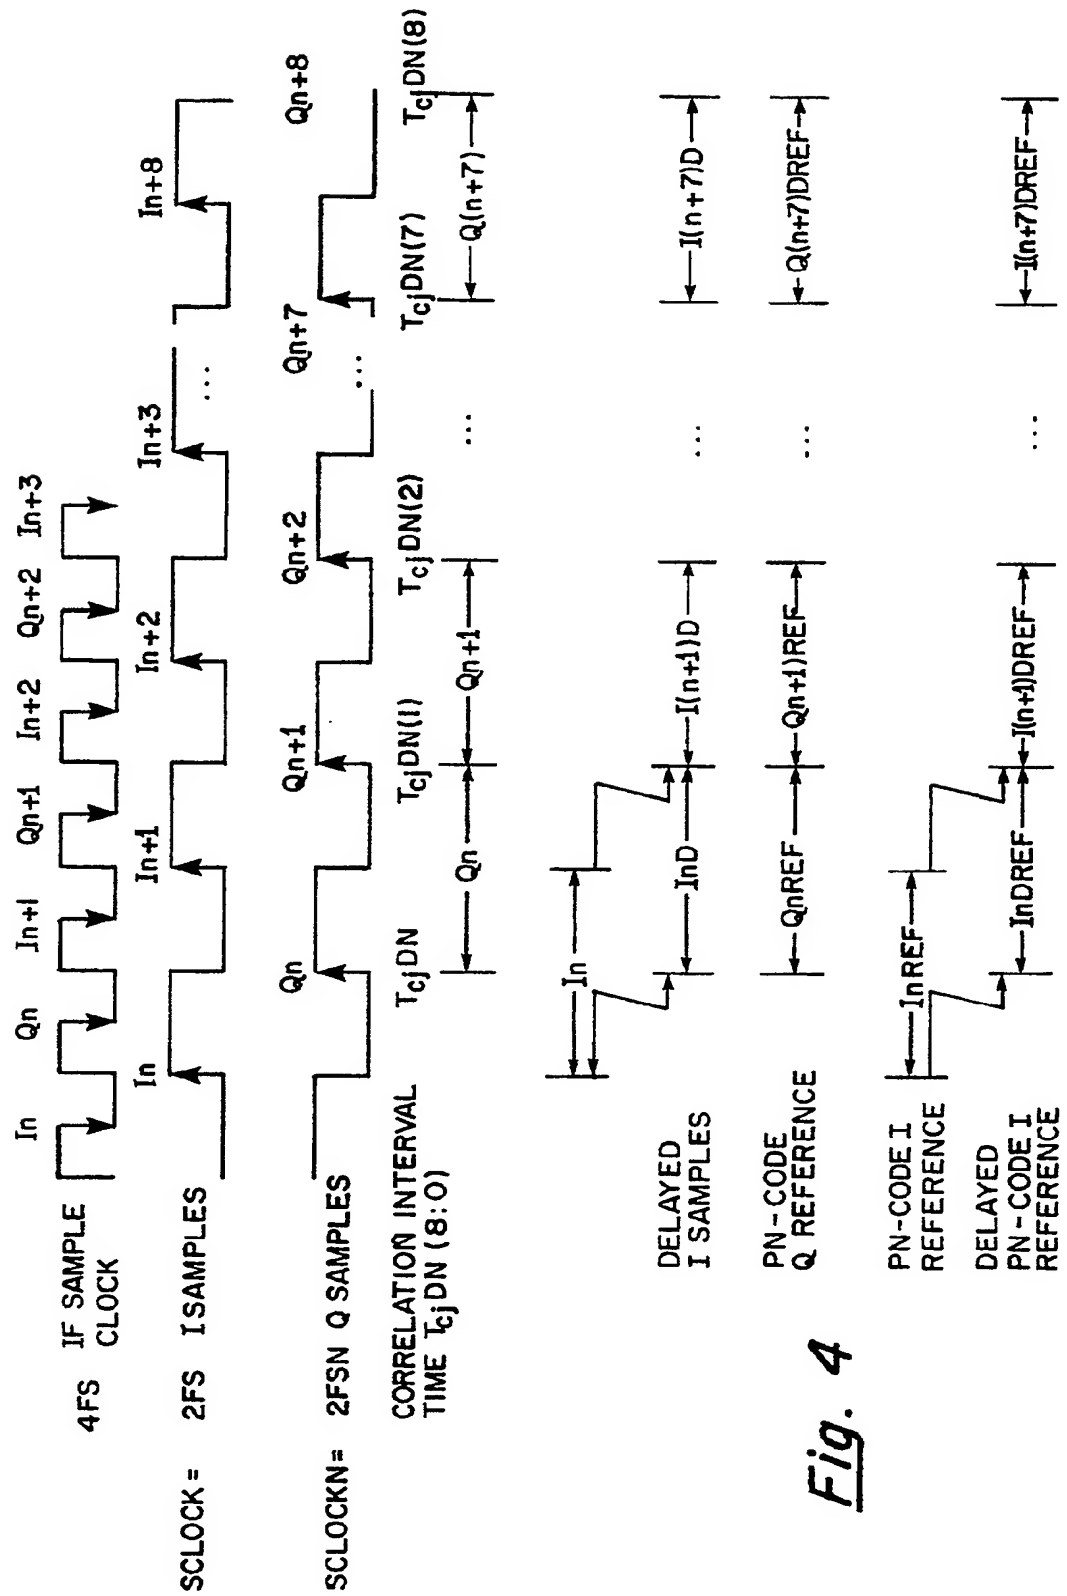 4FS IF SAMPLE CLOCK
In Qn In+1 Qn+1 In+2 Qn+2 In+3
SCLOCK = 2FS I SAMPLES
In In+1 In+2 In+3 ... In+8
SCLOCKN = 2FSN Q SAMPLES
Qn Qn+1 Qn+2 ... Qn+7 Qn+8
CORRELATION INTERVAL
TIME TcjDN (8:0)
TcjDN TcjDN(1) TcjDN(2) TcjDN(7) TcjDN(8)
Qn Qn+1 ... Q(n+7)
In
DELAYED
I SAMPLES
InD I(n+1)D ... I(n+7)D
PN-CODE
Q REFERENCE
QnREF Qn+1)REF ... Q(n+7)DREF
PN-CODE I
REFERENCE
InREF
DELAYED
PN-CODE I
REFERENCE
InDREF I(n+1)DREF ... I(n+7)DREF
Fig. 4